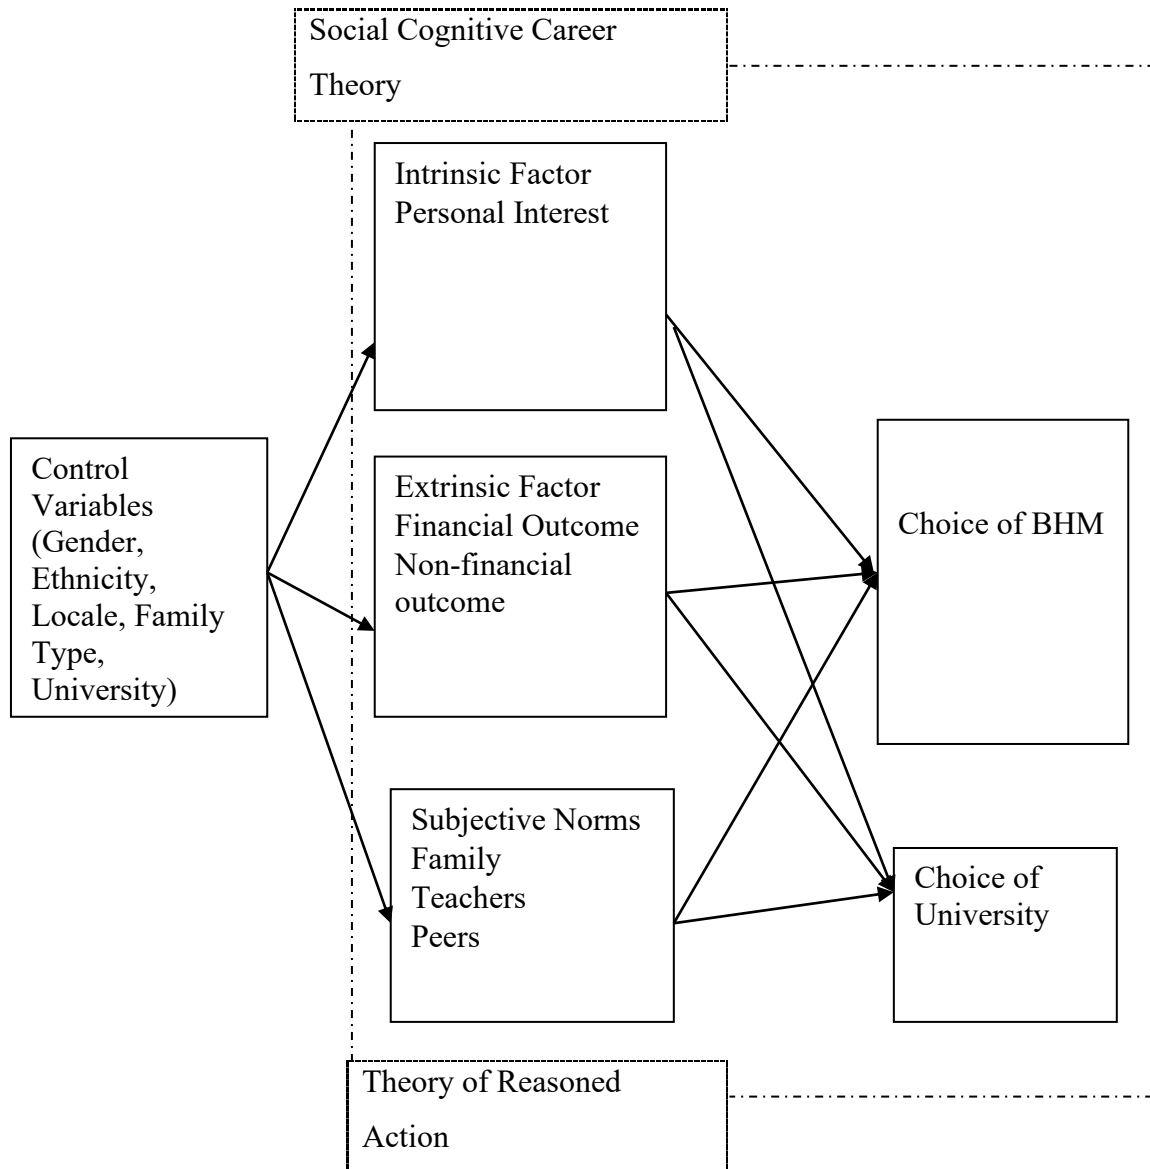 Social Cognitive Career
Theory
Intrinsic Factor
Personal Interest
Control
Variables
(Gender,
Ethnicity,
Locale, Family
Type,
University)
Extrinsic Factor
Financial Outcome
Non-financial
outcome
Choice of BHM
Subjective Norms
Family
Teachers
Peers
Choice of
University
Theory of Reasoned
Action